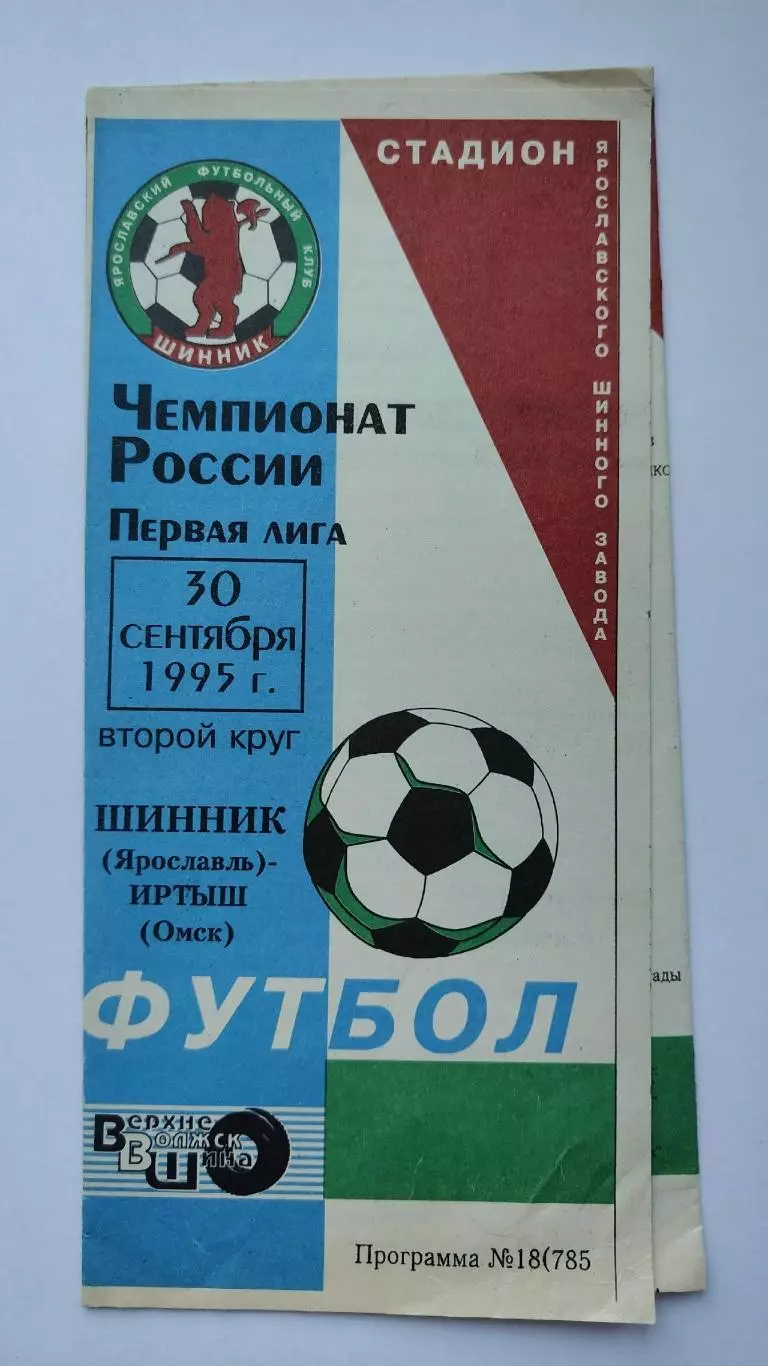 СТАДИОН
ЯРОСЛАВСКОГО ШИННОГО ЗАВОДА
ЯРОСЛАВСКИЙ ФУТБОЛЬНЫЙ КЛУБ
ШИННИК
Чемпионат
России
Первая лига
30
сентября
1995 г.
второй круг
ШИННИК
(Ярославль)-
ИРТЫШ
(Омск)
ФУТБОЛ
Верхне
Волжск
Шина
Программа №18(785
ады